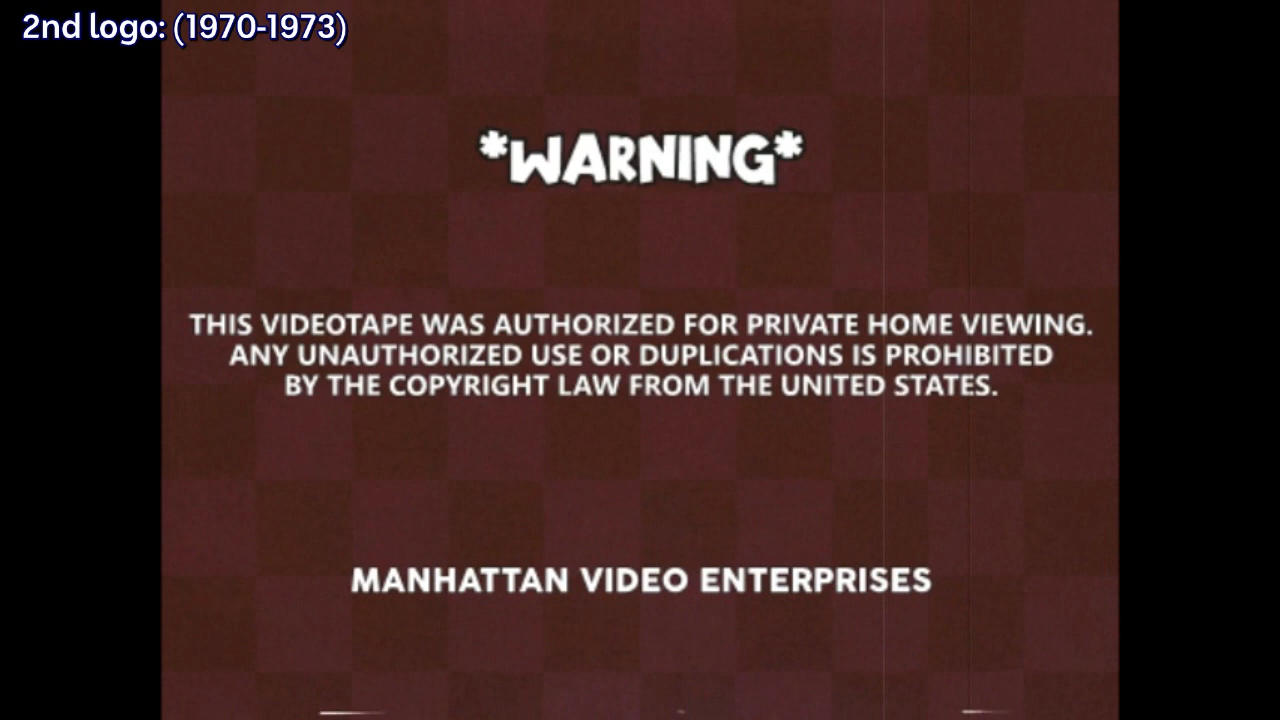 2nd logo: (1970-1973)
*WARNING*
THIS VIDEOTAPE WAS AUTHORIZED FOR PRIVATE HOME VIEWING.
ANY UNAUTHORIZED USE OR DUPLICATIONS IS PROHIBITED
BY THE COPYRIGHT LAW FROM THE UNITED STATES.
MANHATTAN VIDEO ENTERPRISES